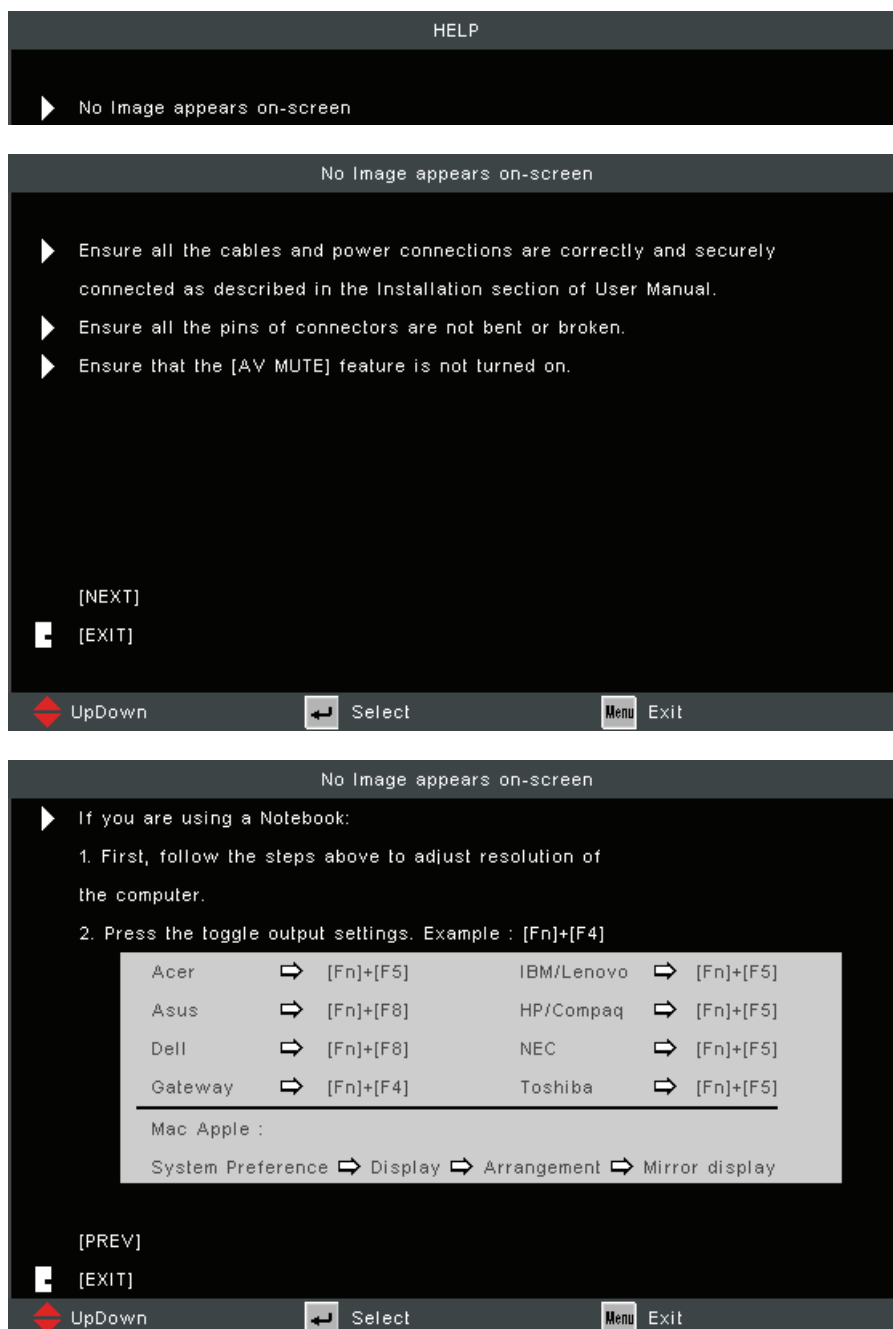 HELP
No Image appears on-screen
No Image appears on-screen
Ensure all the cables and power connections are correctly and securely
connected as described in the Installation section of User Manual.
Ensure all the pins of connectors are not bent or broken.
Ensure that the [AV MUTE] feature is not turned on.
[NEXT]
[EXIT]
UpDown Select Menu Exit
No Image appears on-screen
If you are using a Notebook:
1. First, follow the steps above to adjust resolution of
the computer.
2. Press the toggle output settings. Example : [Fn]+[F4]
Acer ⇨ [Fn]+[F5] IBM/Lenovo ⇨ [Fn]+[F5]
Asus ⇨ [Fn]+[F8] HP/Compaq ⇨ [Fn]+[F5]
Dell ⇨ [Fn]+[F8] NEC ⇨ [Fn]+[F5]
Gateway ⇨ [Fn]+[F4] Toshiba ⇨ [Fn]+[F5]
Mac Apple :
System Preference ⇨ Display ⇨ Arrangement ⇨ Mirror display
[PREV]
[EXIT]
UpDown Select Menu Exit